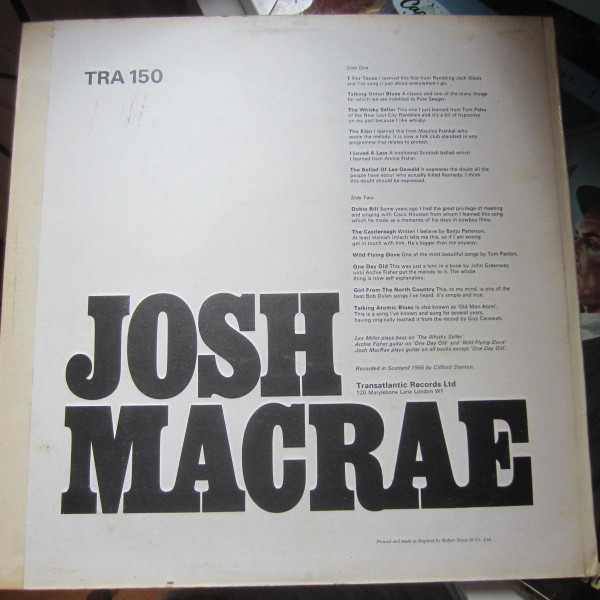 TRA 150
Side One
T For Texas I learned this first from Rambling Jack Elliott
and I've sung it just about everywhere I go.
Talking Union Blues A classic and one of the many things
for which we are indebted to Pete Seeger.
The Whisky Seller This one I just learned from Tom Paley
of the New Lost City Ramblers and it's a bit of hypocrise
on my part because I like whisky.
The Klan I learned this from Maurice Frankel who
wrote the melody. It is now a folk club standard in any
programme that relates to protest.
I Loved A Lass A traditional Scottish ballad which
I learned from Archie Fisher.
The Ballad Of Lee Oswald It expresses the doubt all the
people have about who actually killed Kennedy. I think
this doubt should be expressed.
Side Two
Dobie Bill Some years ago I had the great privilege of meeting
and singing with Cisco Houston from whom I learned this song
which he made as a memento of his days in cowboy films.
The Castlereagh Written I believe by Banjo Patterson,
At least Hamish Imlach tells me this, so if I am wrong
get in touch with him. He's bigger than me anyway.
Wild Flying Dove One of the most beautiful songs by Tom Paxton.
One Day Old This was just a lyric in a book by John Greenway
until Archie Fisher put the melody to it. The whole
thing is now self explanatory.
Girl From The North Country This, to my mind, is one of the
best Bob Dylan songs I've heard. It's simple and true.
Talking Atomic Blues is also known as 'Old Man Atom',
This is a song I've known and sung for several years,
having originally learned it from the record by Guy Carawan.
Les Miller plays bass on 'The Whisky Seller',
Archie Fisher guitar on 'One Day Old' and 'Wild Flying Dove'
Josh MacRae plays guitar on all tracks except 'One Day Old'.
Recorded in Scotland 1966 by Clifford Stanton.
Transatlantic Records Ltd
120 Marylebone Lane London W1
JOSH
MACRAE
Printed and made in England by Robert Stace & Co. Ltd.